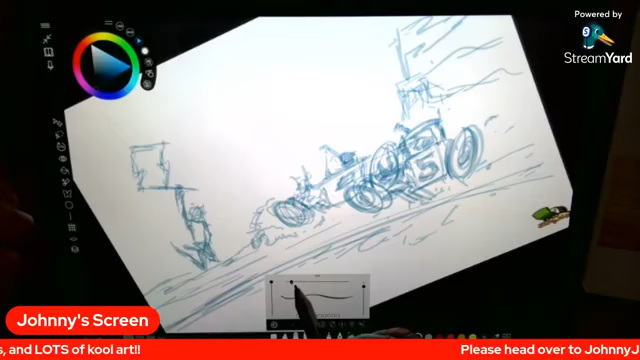 Powered by
StreamYard
5
Johnny's Screen
s, and LOTS of kool art!!
Please head over to JohnnyJ